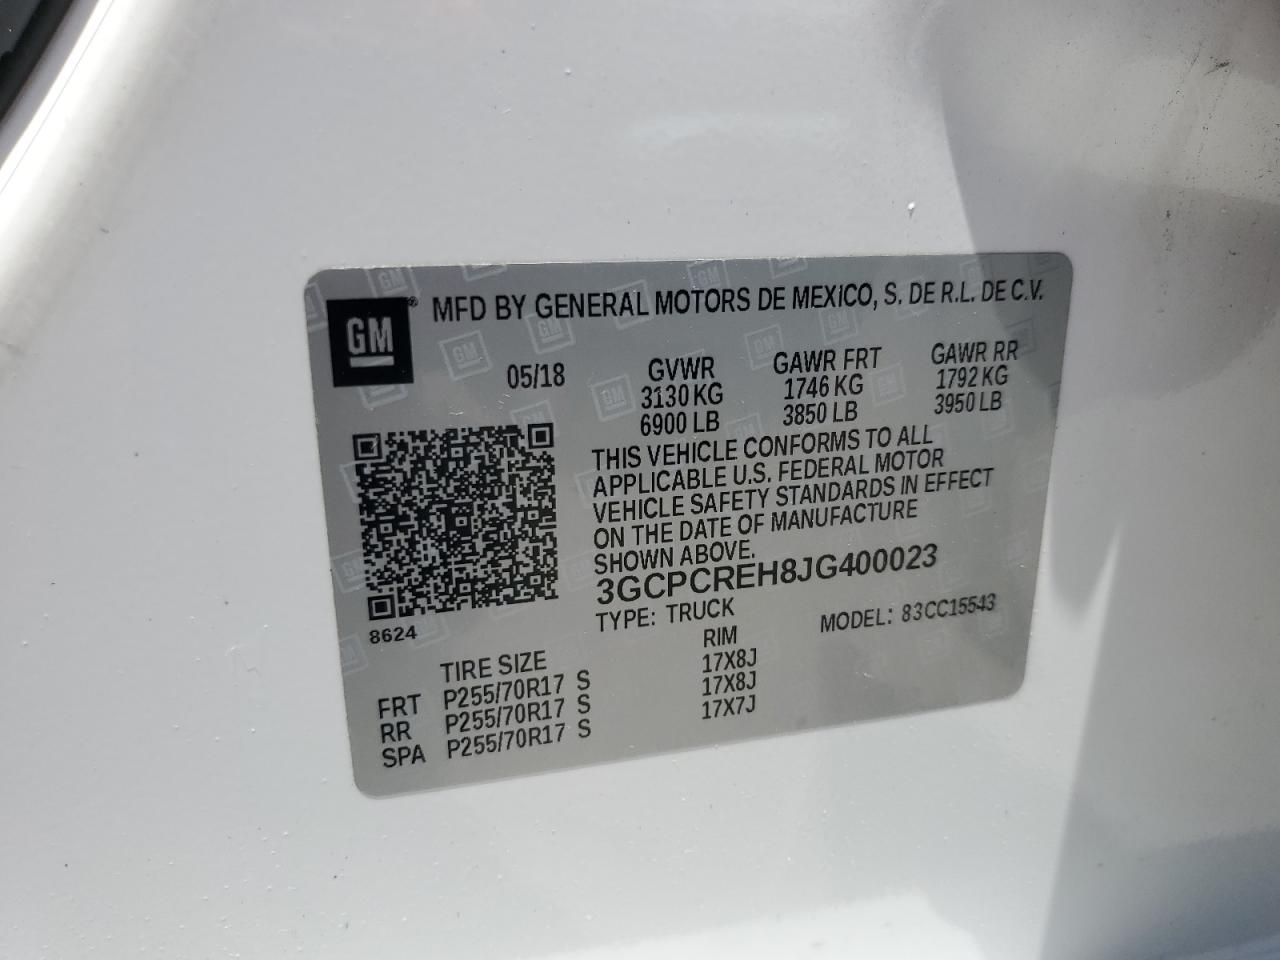 GM® MFD BY GENERAL MOTORS DE MEXICO, S. DE R.L. DE C.V.
05/18 GVWR GAWR FRT GAWR RR
3130 KG 1746 KG 1792 KG
6900 LB 3850 LB 3950 LB
THIS VEHICLE CONFORMS TO ALL
APPLICABLE U.S. FEDERAL MOTOR
VEHICLE SAFETY STANDARDS IN EFFECT
ON THE DATE OF MANUFACTURE
SHOWN ABOVE.
3GCPCREH8JG400023
TYPE: TRUCK MODEL: 83CC15543
8624
TIRE SIZE RIM
FRT P255/70R17 S 17X8J
RR P255/70R17 S 17X8J
SPA P255/70R17 S 17X7J